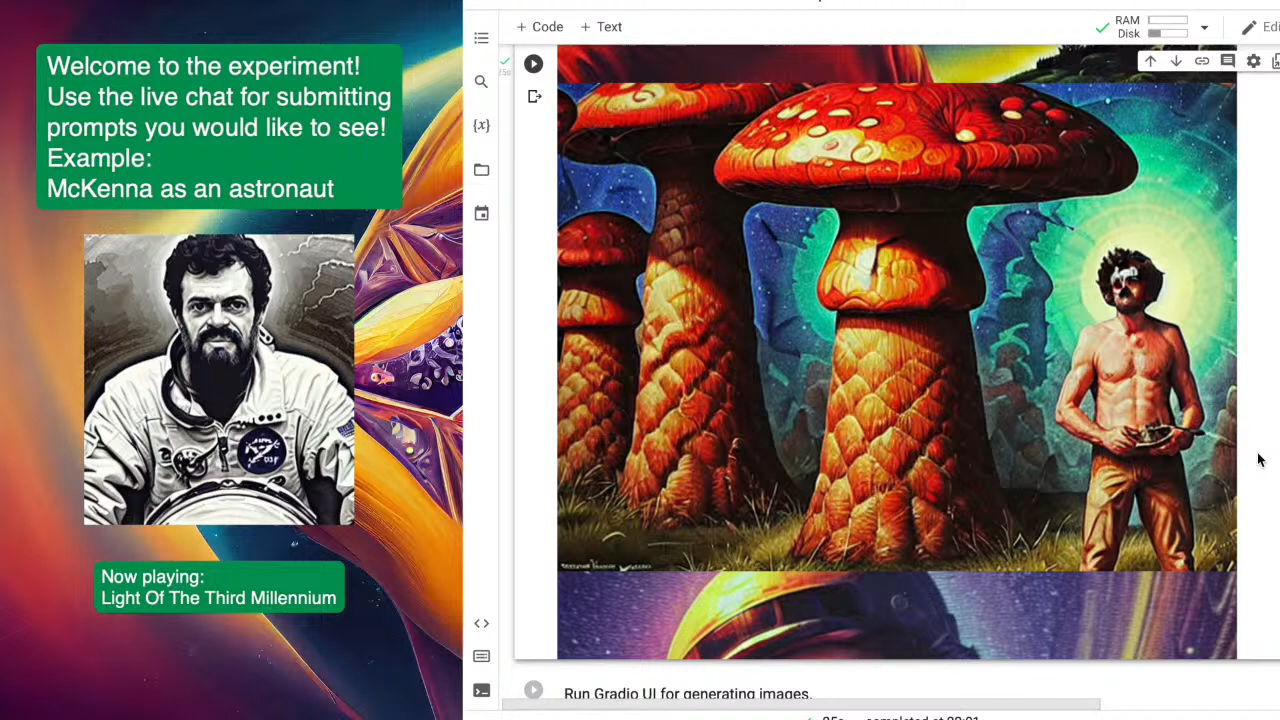 Welcome to the experiment!
Use the live chat for submitting
prompts you would like to see!
Example:
McKenna as an astronaut
Now playing:
Light Of The Third Millennium
+ Code + Text
RAM
Disk
{x}
Run Gradio UI for generating images.